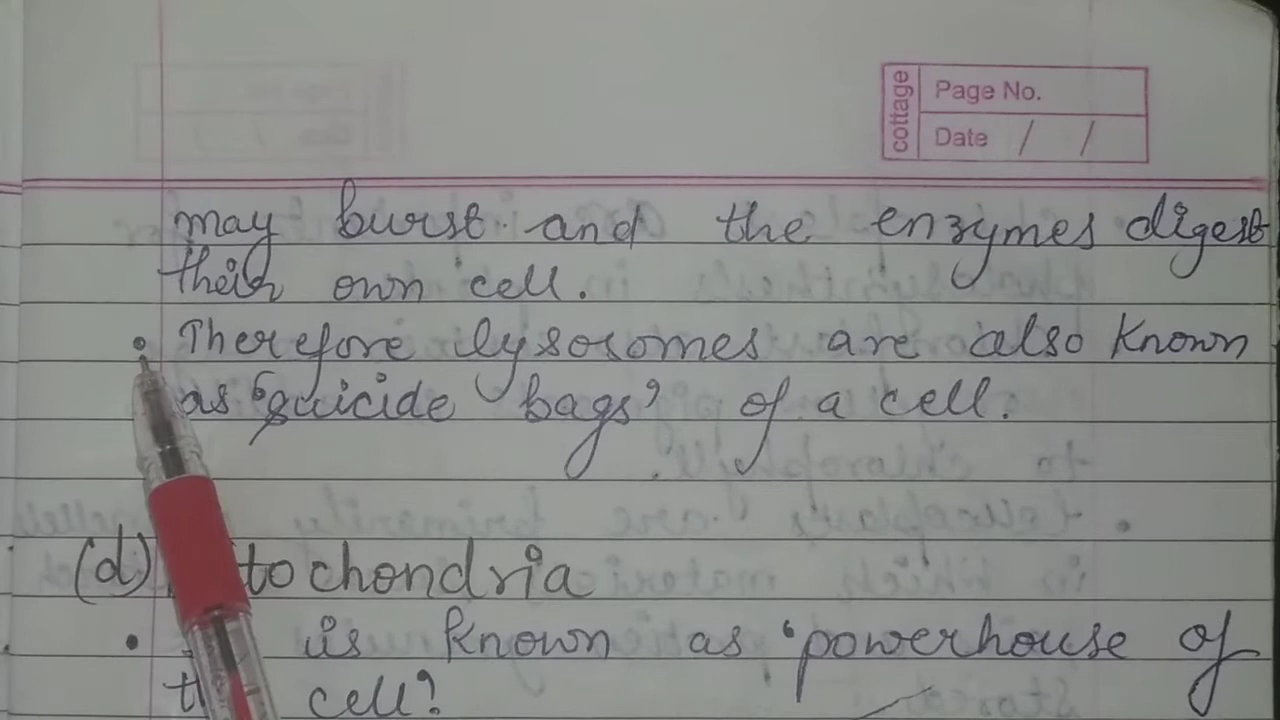 cottage
Page No.
Date / /
may burst and the enzymes digest
their own cell.
• Therefore lysosomes are also known
as 'suicide bags' of a cell.
(d) tochondria
• is known as 'powerhouse of
cell'